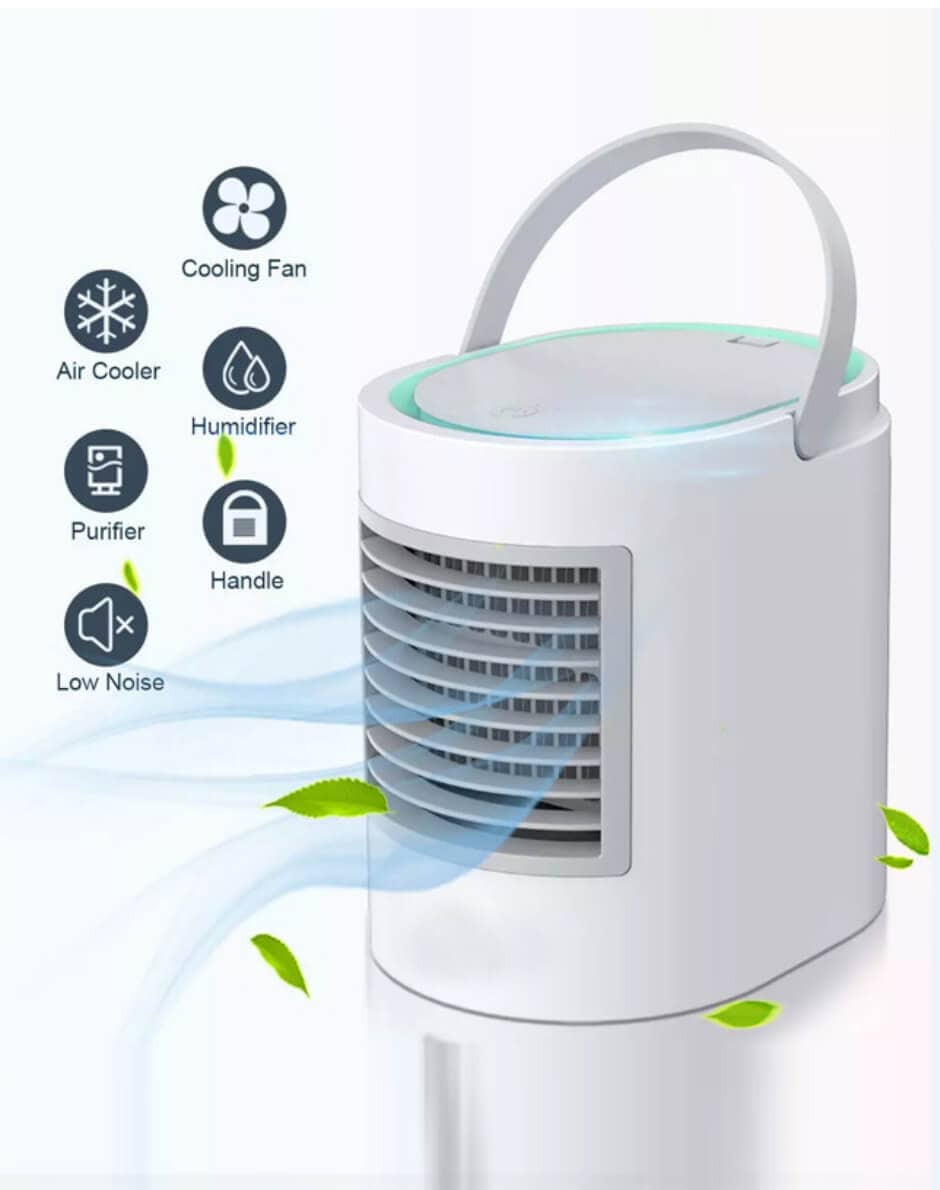 Cooling Fan
Air Cooler
Humidifier
Purifier
Handle
Low Noise